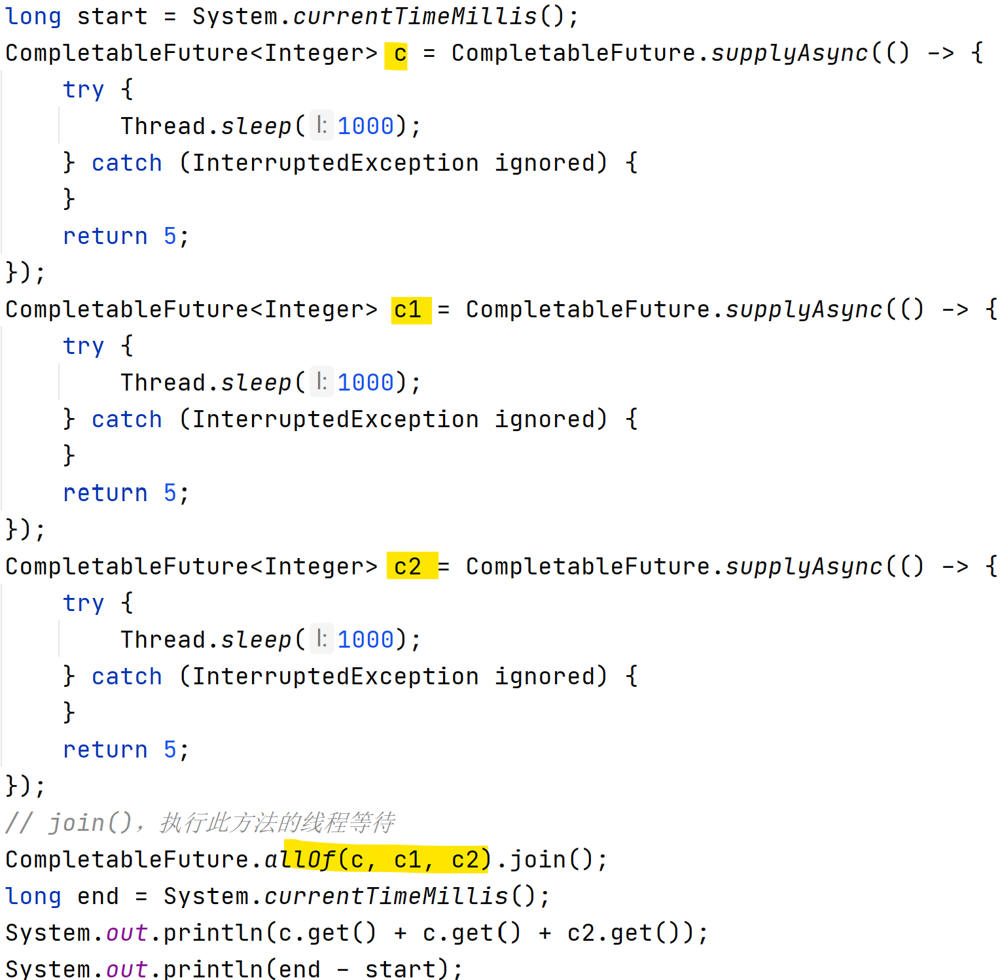 long start = System.currentTimeMillis();
CompletableFuture<Integer> c = CompletableFuture.supplyAsync(() -> {
    try {
        Thread.sleep( l: 1000);
    } catch (InterruptedException ignored) {
    }
    return 5;
});
CompletableFuture<Integer> c1 = CompletableFuture.supplyAsync(() -> {
    try {
        Thread.sleep( l: 1000);
    } catch (InterruptedException ignored) {
    }
    return 5;
});
CompletableFuture<Integer> c2 = CompletableFuture.supplyAsync(() -> {
    try {
        Thread.sleep( l: 1000);
    } catch (InterruptedException ignored) {
    }
    return 5;
});
// join()，执行此方法的线程等待
CompletableFuture.allOf(c, c1, c2).join();
long end = System.currentTimeMillis();
System.out.println(c.get() + c.get() + c2.get());
System.out.println(end - start);